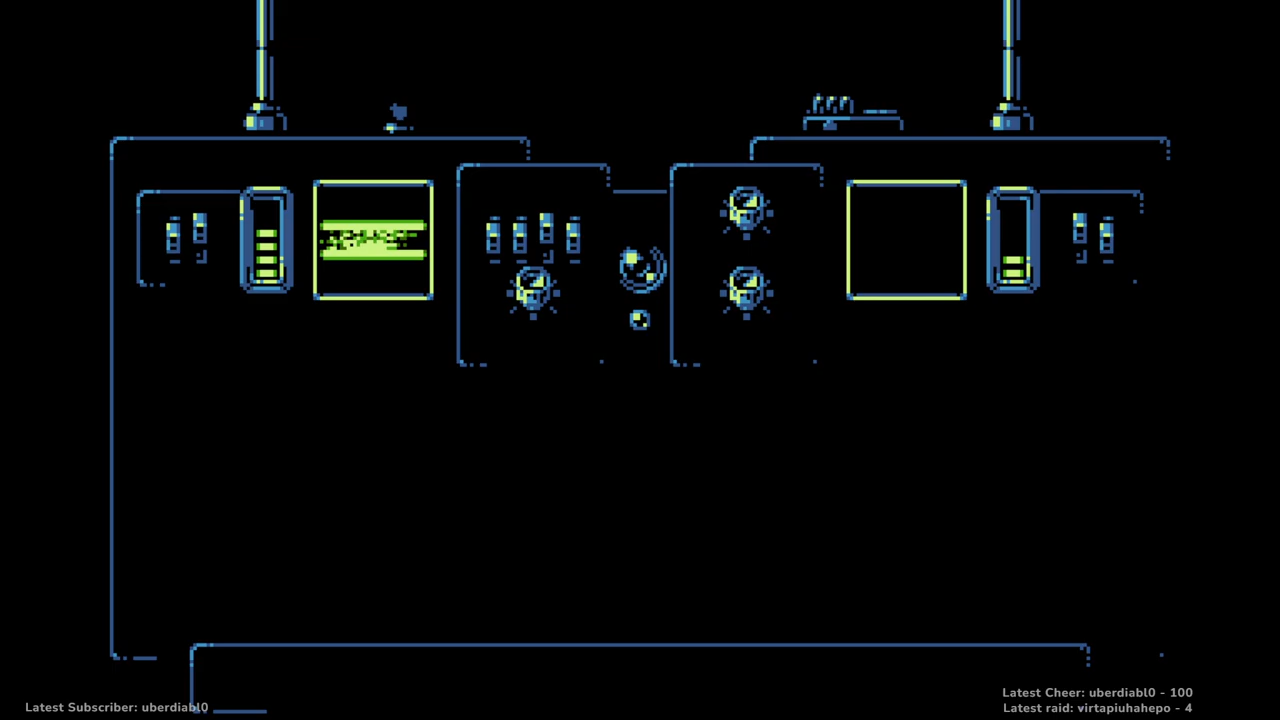 Latest Subscriber: uberdiabl0
Latest Cheer: uberdiabl0 - 100
Latest raid: virtapiuhahepo - 4